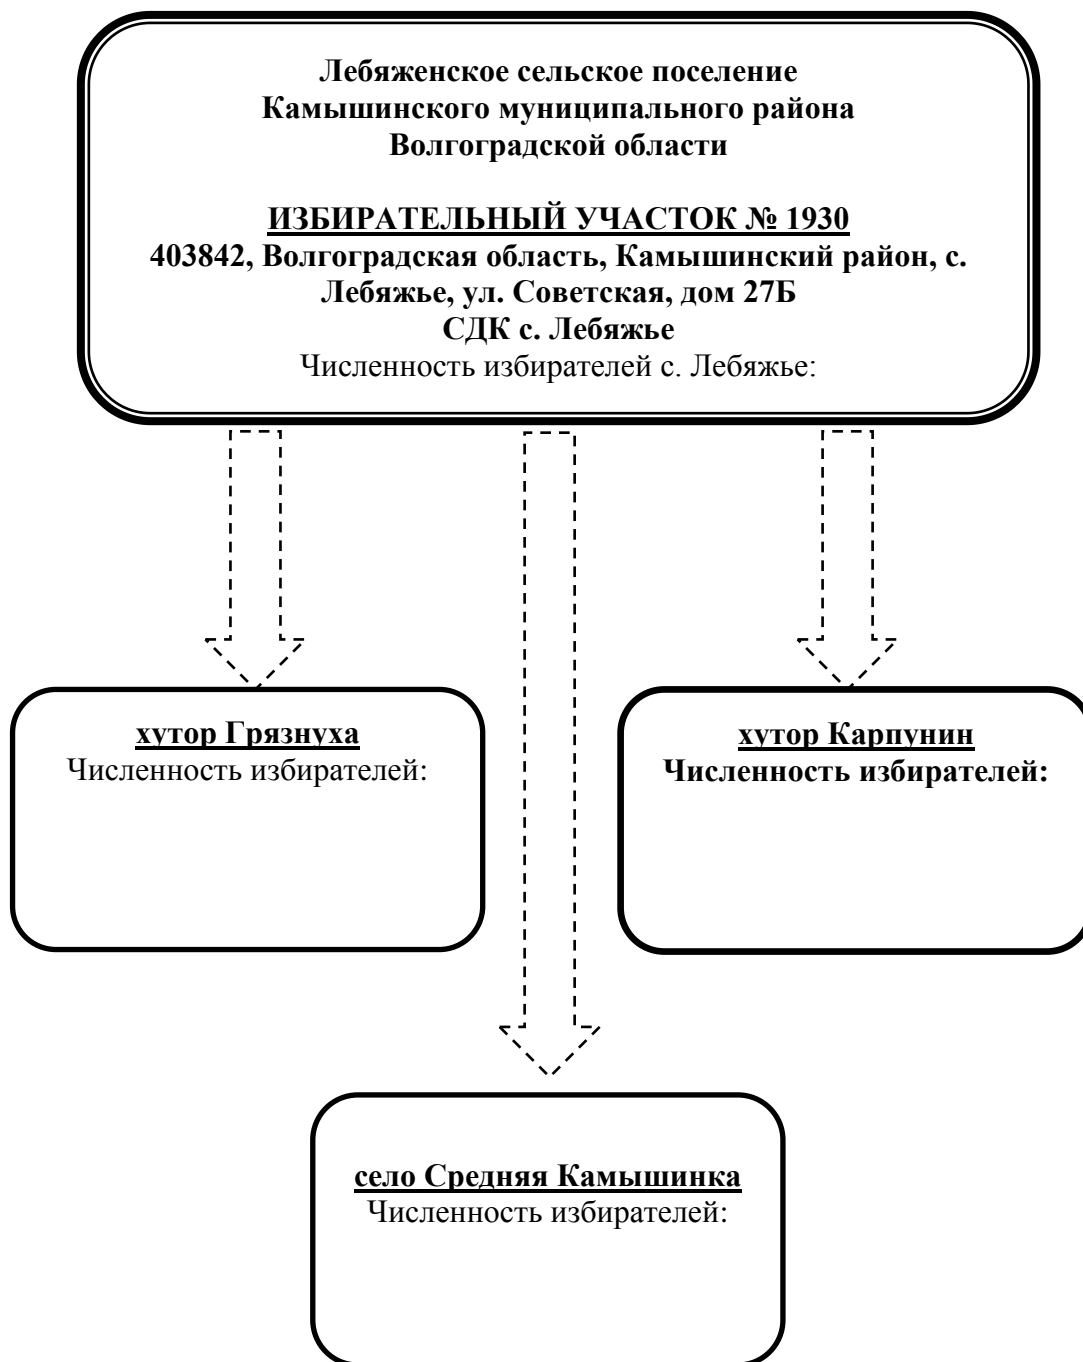 Лебяженское сельское поселение
Камышинского муниципального района
Волгоградской области
ИЗБИРАТЕЛЬНЫЙ УЧАСТОК № 1930
403842, Волгоградская область, Камышинский район, с.
Лебяжье, ул. Советская, дом 27Б
СДК с. Лебяжье
Численность избирателей с. Лебяжье:
хутор Грязнуха
Численность избирателей:
хутор Карпунин
Численность избирателей:
село Средняя Камышинка
Численность избирателей: